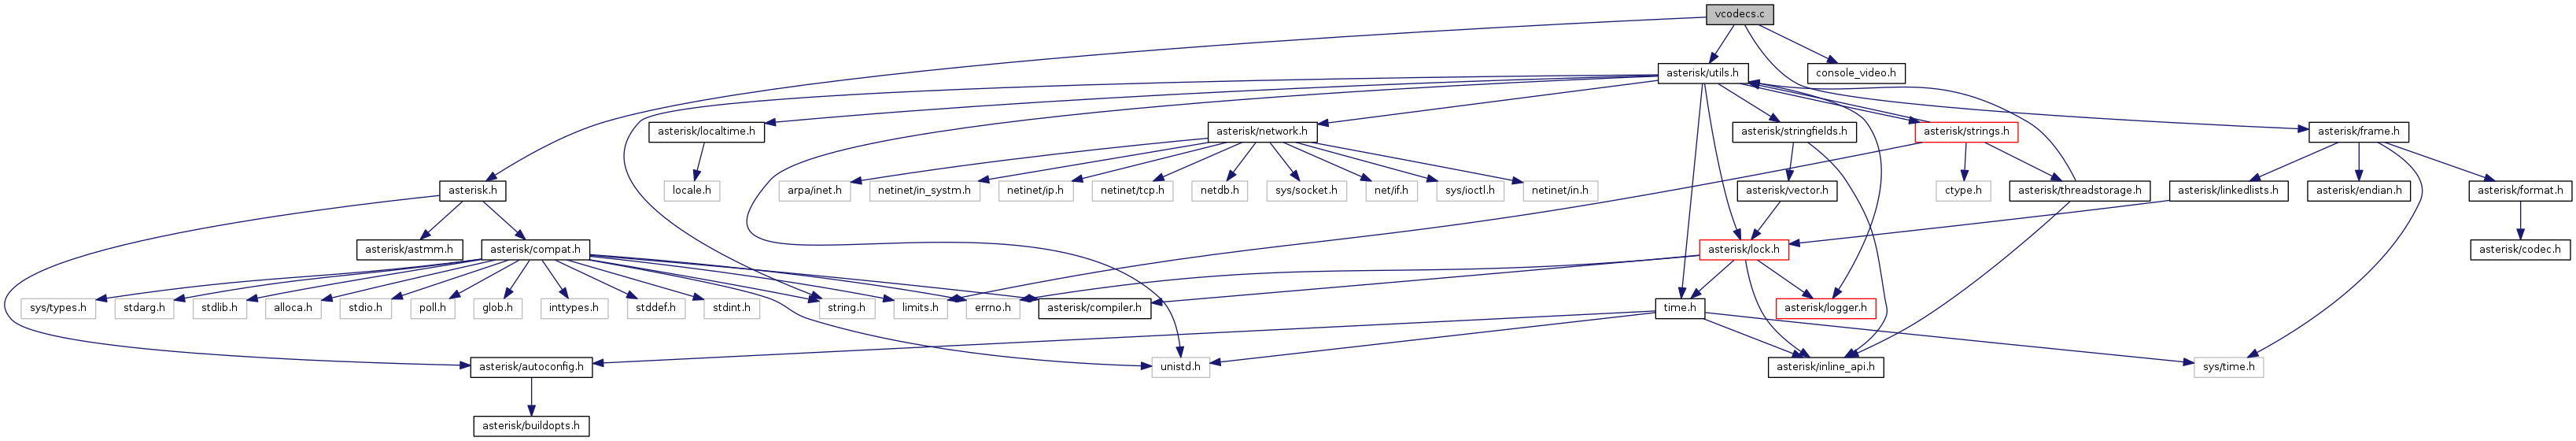 vcodecs.c
asterisk/utils.h
console_video.h
asterisk/localtime.h
asterisk/network.h
asterisk/stringfields.h
asterisk/strings.h
asterisk/frame.h
asterisk.h
locale.h
arpa/inet.h
netinet/in_systm.h
netinet/ip.h
netinet/tcp.h
netdb.h
sys/socket.h
net/if.h
sys/ioctl.h
netinet/in.h
asterisk/vector.h
ctype.h
asterisk/threadstorage.h
asterisk/linkedlists.h
asterisk/endian.h
asterisk/format.h
asterisk/astmm.h
asterisk/compat.h
asterisk/lock.h
asterisk/codec.h
sys/types.h
stdarg.h
stdlib.h
alloca.h
stdio.h
poll.h
glob.h
inttypes.h
stddef.h
stdint.h
string.h
limits.h
errno.h
asterisk/compiler.h
time.h
asterisk/logger.h
asterisk/autoconfig.h
unistd.h
asterisk/inline_api.h
sys/time.h
asterisk/buildopts.h